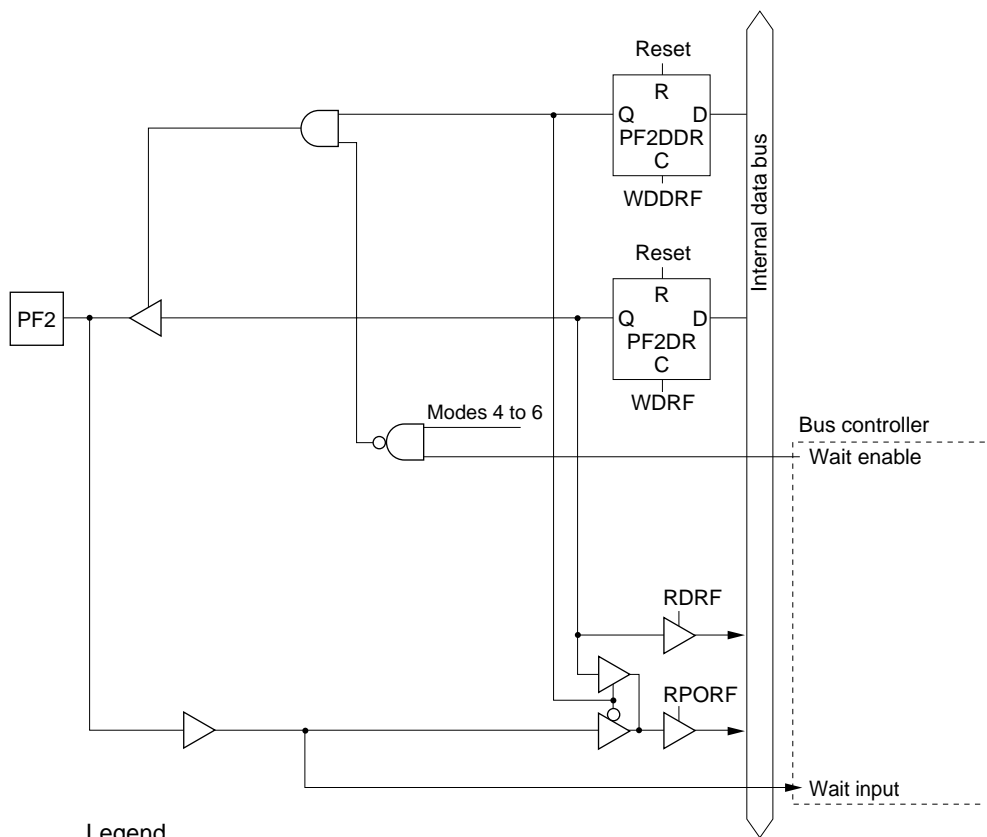 Reset
R
Q D
PF2DDR
C
WDDRF
Internal data bus
Reset
R
PF2
Q D
PF2DR
C
WDRF
Modes 4 to 6
Bus controller
Wait enable
RDRF
RPORF
Wait input
Legend